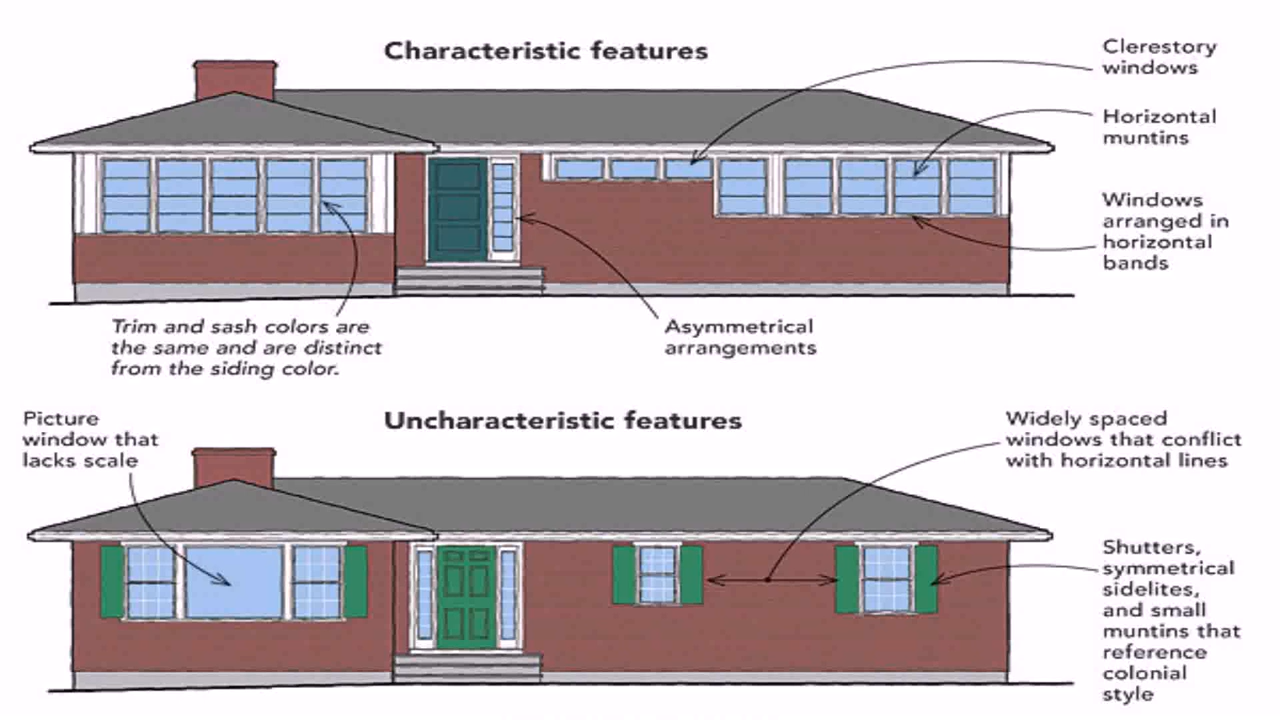 Characteristic features
Clerestory
windows
Horizontal
muntins
Windows
arranged in
horizontal
bands
Trim and sash colors are
the same and are distinct
from the siding color.
Asymmetrical
arrangements
Uncharacteristic features
Picture
window that
lacks scale
Widely spaced
windows that conflict
with horizontal lines
Shutters,
symmetrical
sidelites,
and small
muntins that
reference
colonial
style